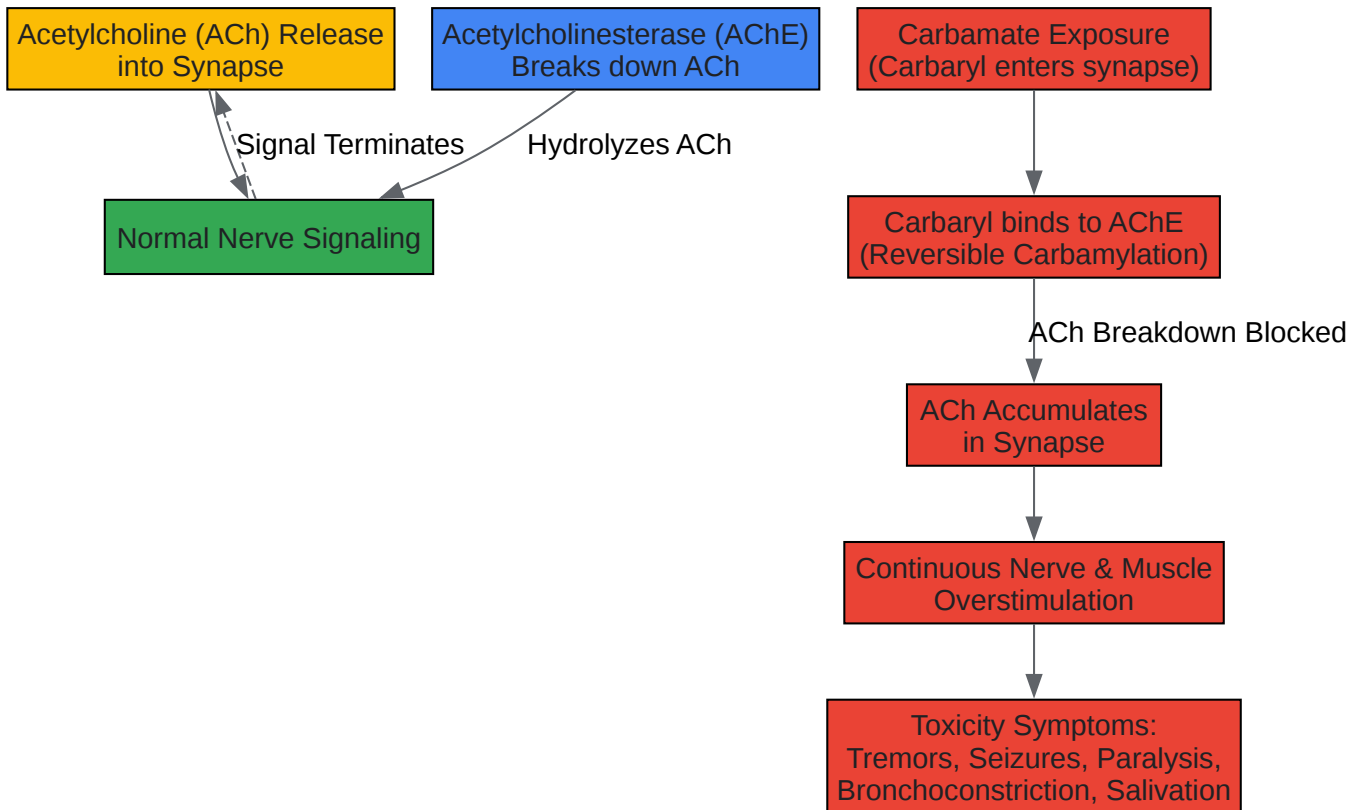 Acetylcholine (ACh) Release
into Synapse
Acetylcholinesterase (AChE)
Breaks down ACh
Carbamate Exposure
(Carbaryl enters synapse)
Signal Terminates
Hydrolyzes ACh
Normal Nerve Signaling
Carbaryl binds to AChE
(Reversible Carbamylation)
ACh Breakdown Blocked
ACh Accumulates
in Synapse
Continuous Nerve & Muscle
Overstimulation
Toxicity Symptoms:
Tremors, Seizures, Paralysis,
Bronchoconstriction, Salivation